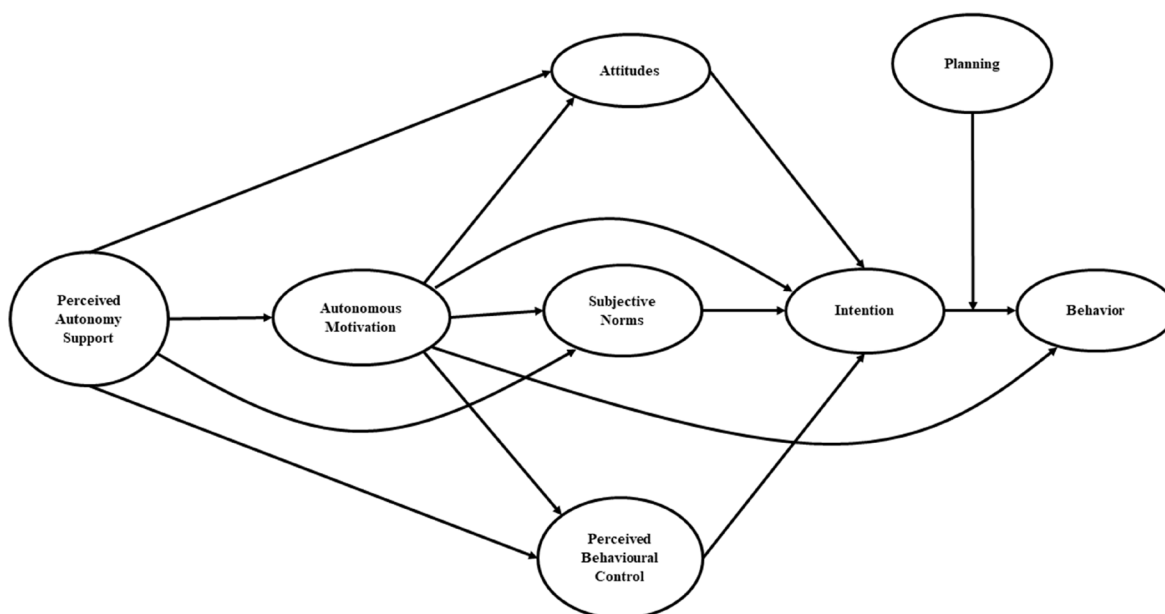 Attitudes
Planning
Perceived
Autonomy
Support
Autonomous
Motivation
Subjective
Norms
Intention
Behavior
Perceived
Behavioural
Control